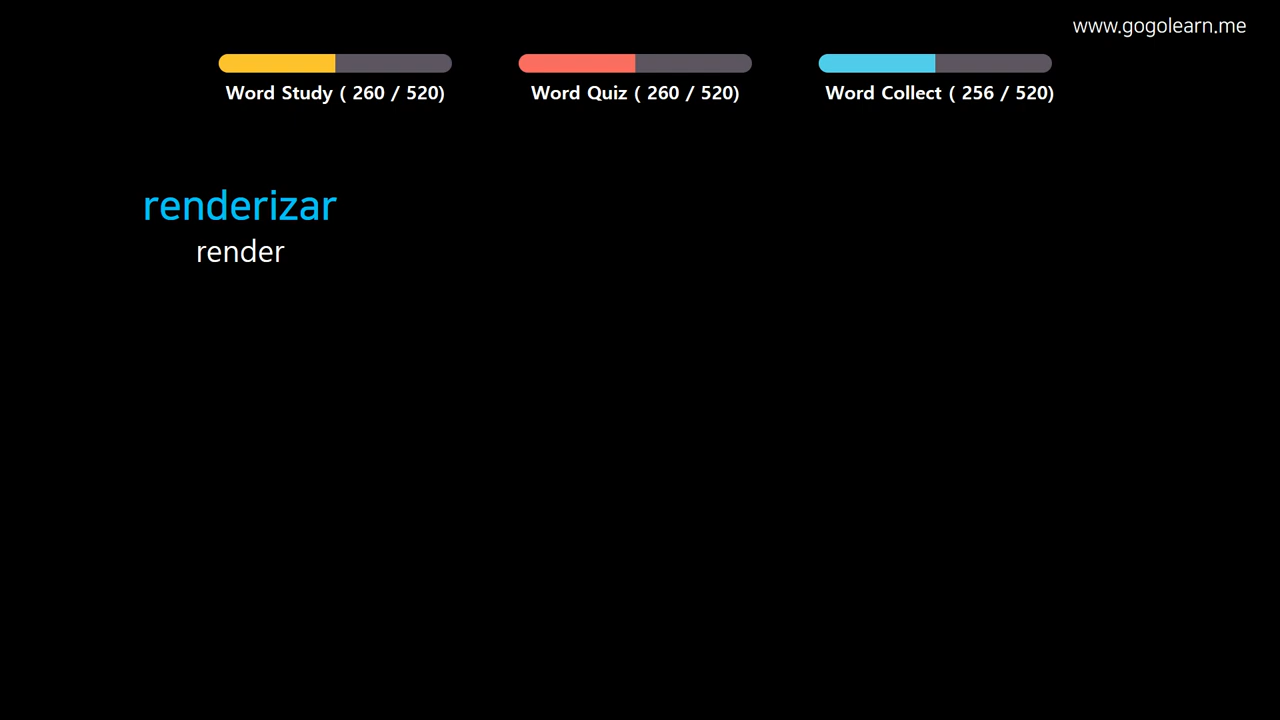 www.gogolearn.me
Word Study ( 260 / 520)
Word Quiz ( 260 / 520)
Word Collect ( 256 / 520)
renderizar
render